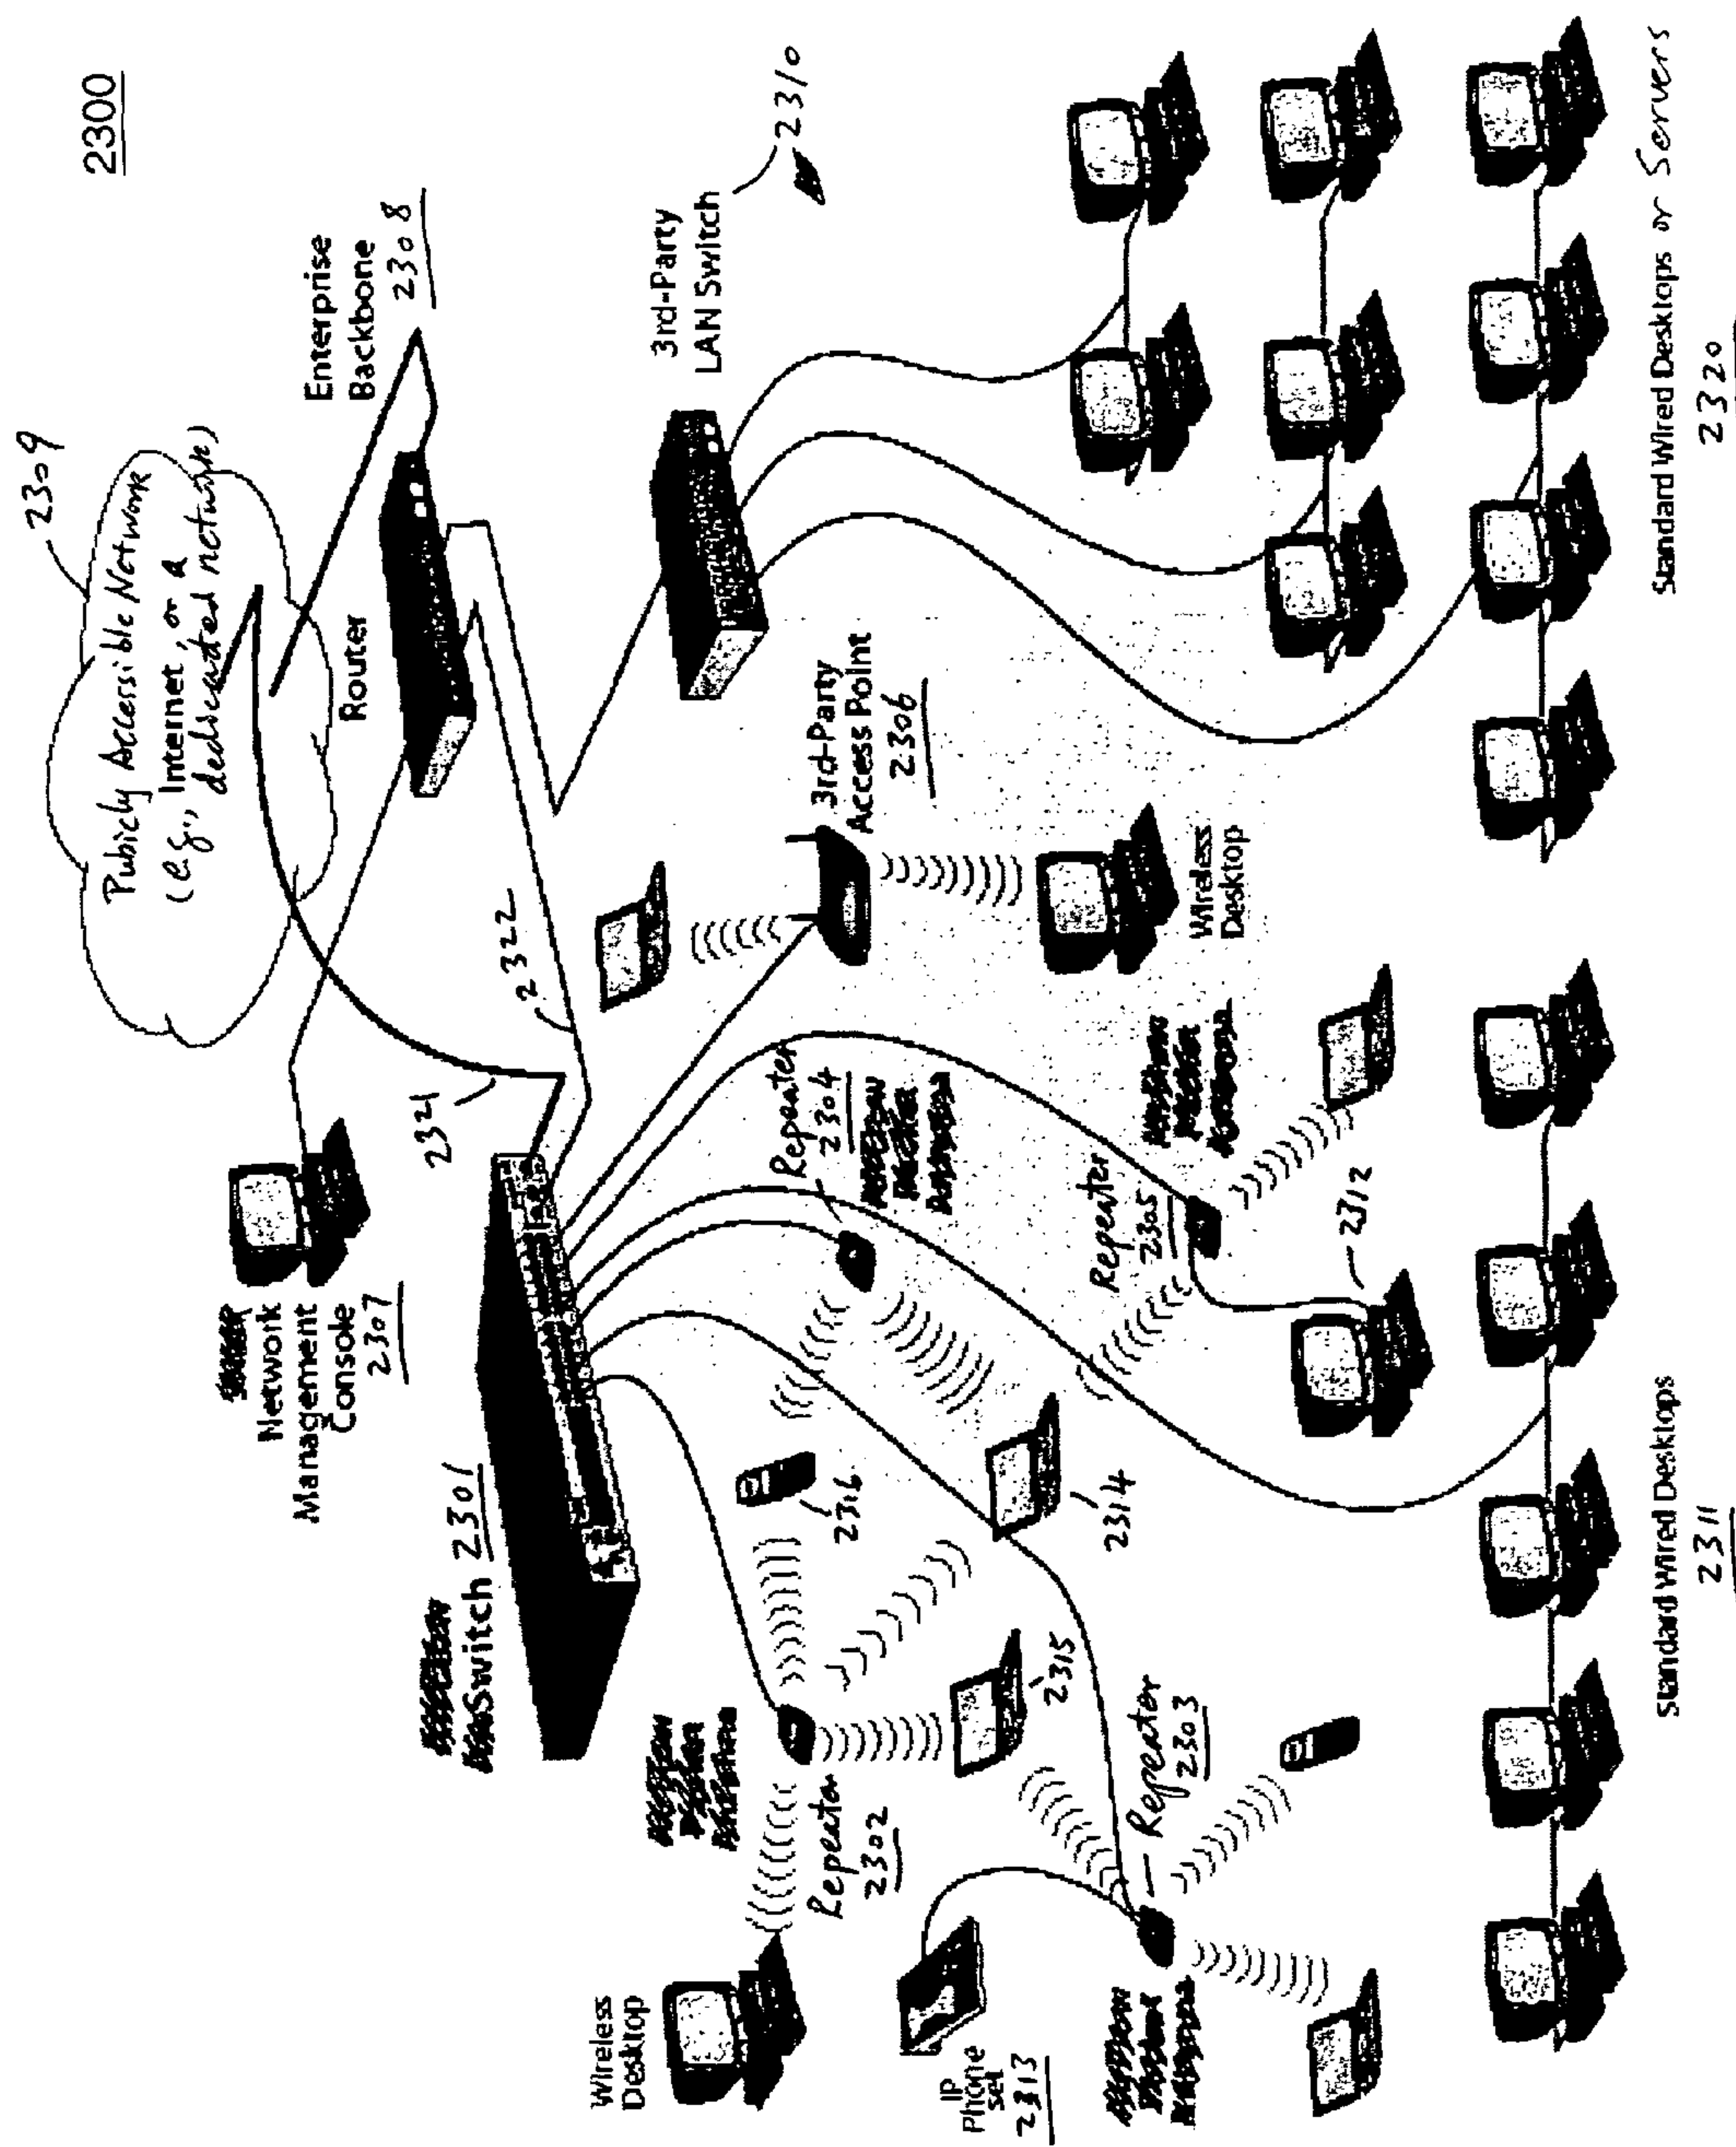 2300
2309
Pubicly Accessible Network
(e.g., Internet, or a
dedicated network)
Enterprise
Backbone
2308
Router
3rd-Party
LAN Switch
2310
Network
Management
Console
2307
2321
2322
Switch 2301
3rd-Party
Access Point
2306
Wireless
Desktop
Repeater
2304
Repeater
2305
2312
2316
2314
2315
Repeater
2302
Repeater
2303
Wireless
Desktop
IP
Phone
set
2313
Standard Wired Desktops
2311
Standard Wired Desktops or Servers
2320